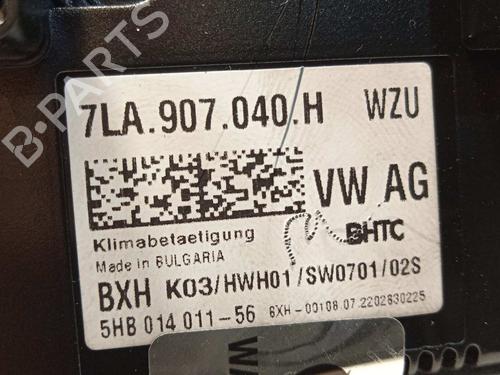 7LA.907.040.H WZU
VW AG
BHTC
Klimabetaetigung
Made in BULGARIA
BXH K03/HWH01/SW0701/02S
5HB 014 011-56 BXH-00108.07.2202830225
B-PARTS